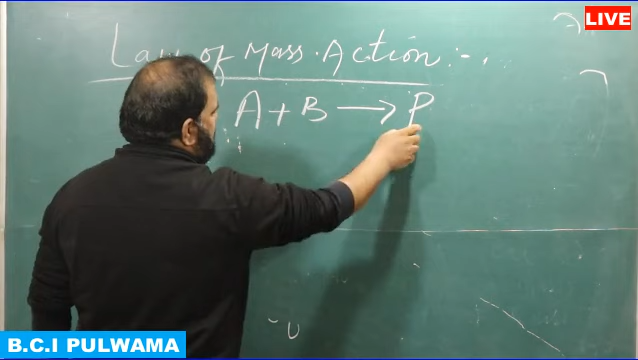 LIVE
Law of Mass Action :-
A + B ⟶ P
B.C.I PULWAMA